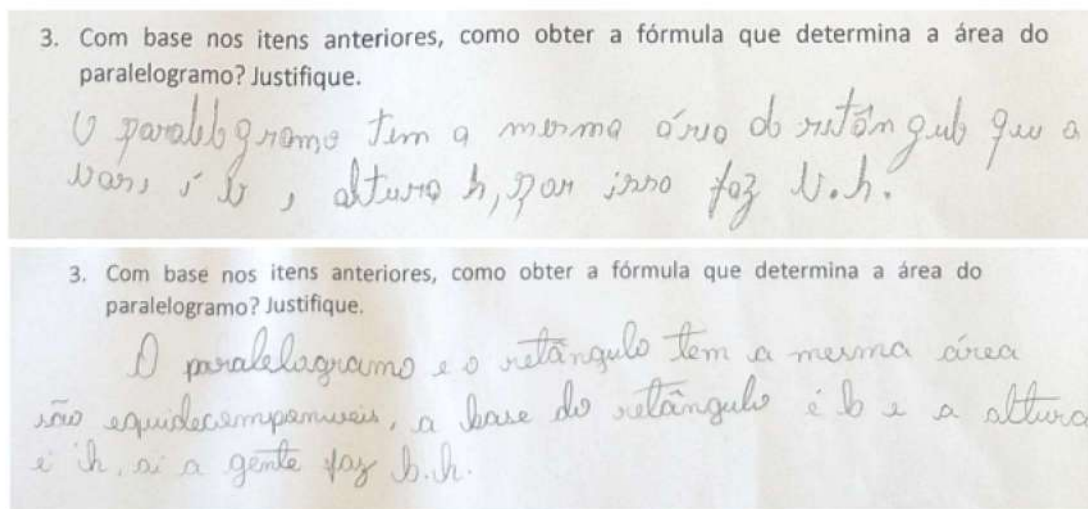 3. Com base nos itens anteriores, como obter a fórmula que determina a área do
paralelogramo? Justifique.
O paralelogramo tem a mesma área do retângulo que a
base é b, altura h, por isso faz b.h.
3. Com base nos itens anteriores, como obter a fórmula que determina a área do
paralelogramo? Justifique.
O paralelogramo e o retângulo tem a mesma área
são equidecomponíveis, a base do retângulo é b e a altura
é h, ai a gente faz b.h.